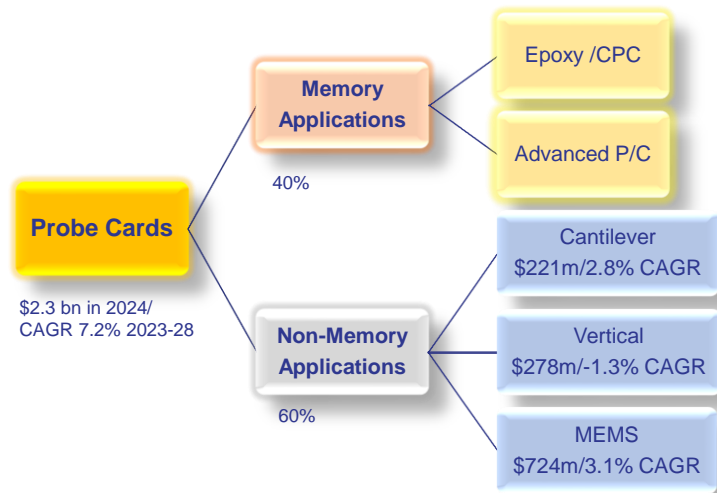 Probe Cards
$2.3 bn in 2024/
CAGR 7.2% 2023-28
Memory
Applications
40%
Epoxy /CPC
Advanced P/C
Non-Memory
Applications
60%
Cantilever
$221m/2.8% CAGR
Vertical
$278m/-1.3% CAGR
MEMS
$724m/3.1% CAGR